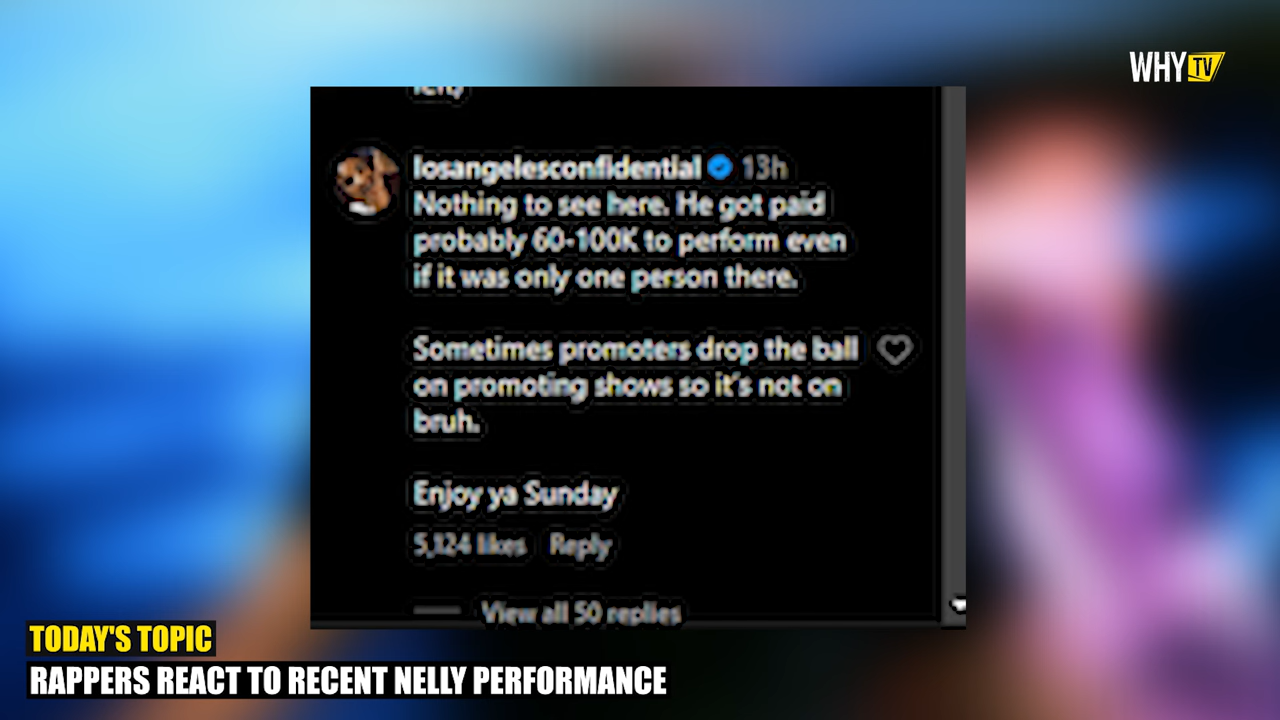 WHY TV
losangelesconfidential 13h
Nothing to see here. He got paid
probably 60-100K to perform even
if it was only one person there.
Sometimes promoters drop the ball
on promoting shows so it's not on
bruh.
Enjoy ya Sunday
5,124 likes Reply
View all 50 replies
TODAY'S TOPIC
RAPPERS REACT TO RECENT NELLY PERFORMANCE